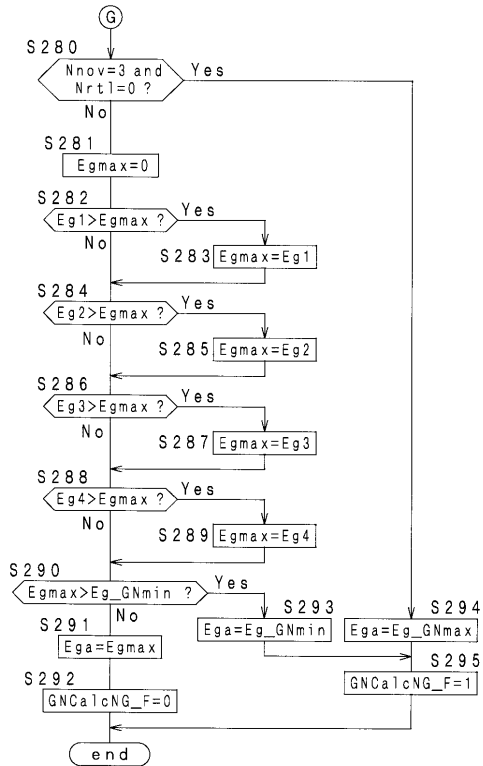 G
S280
Nnov=3 and
Nrtl=0 ?
Yes
No
S281
Egmax=0
S282
Eg1>Egmax ?
Yes
No
S283
Egmax=Eg1
S284
Eg2>Egmax ?
Yes
No
S285
Egmax=Eg2
S286
Eg3>Egmax ?
Yes
No
S287
Egmax=Eg3
S288
Eg4>Egmax ?
Yes
No
S289
Egmax=Eg4
S290
Egmax>Eg_GNmin ?
Yes
No
S293
Ega=Eg_GNmin
S294
Ega=Eg_GNmax
S291
Ega=Egmax
S295
GNCalcNG_F=1
S292
GNCalcNG_F=0
end